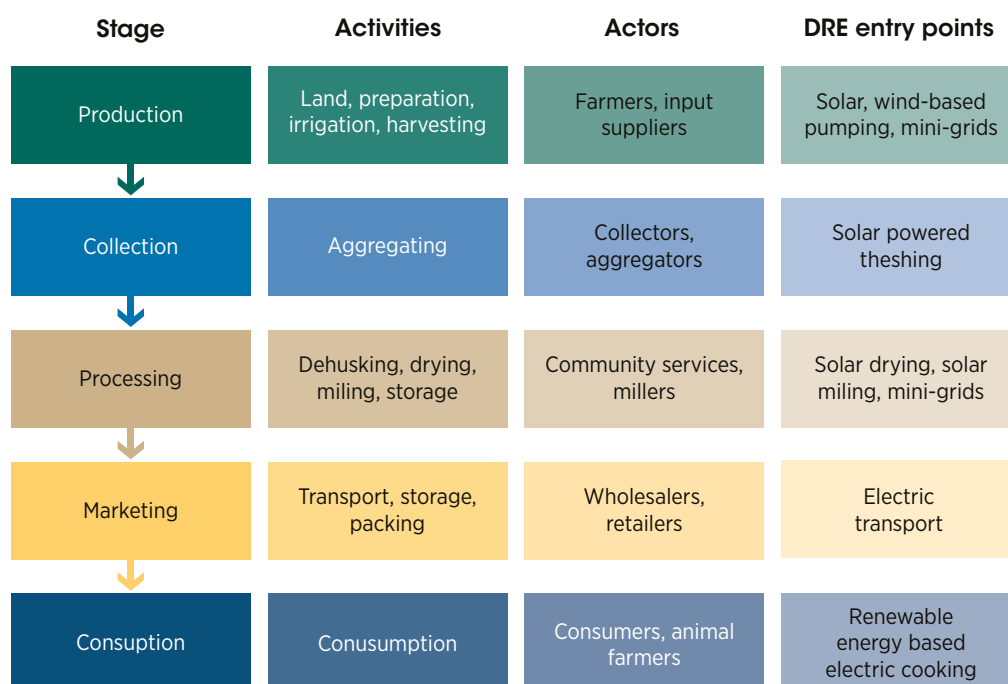 Stage
Activities
Actors
DRE entry points
Production
Land, preparation,
irrigation, harvesting
Farmers, input
suppliers
Solar, wind-based
pumping, mini-grids
Collection
Aggregating
Collectors,
aggregators
Solar powered
theshing
Processing
Dehusking, drying,
miling, storage
Community services,
millers
Solar drying, solar
miling, mini-grids
Marketing
Transport, storage,
packing
Wholesalers,
retailers
Electric
transport
Consuption
Conusumption
Consumers, animal
farmers
Renewable
energy based
electric cooking